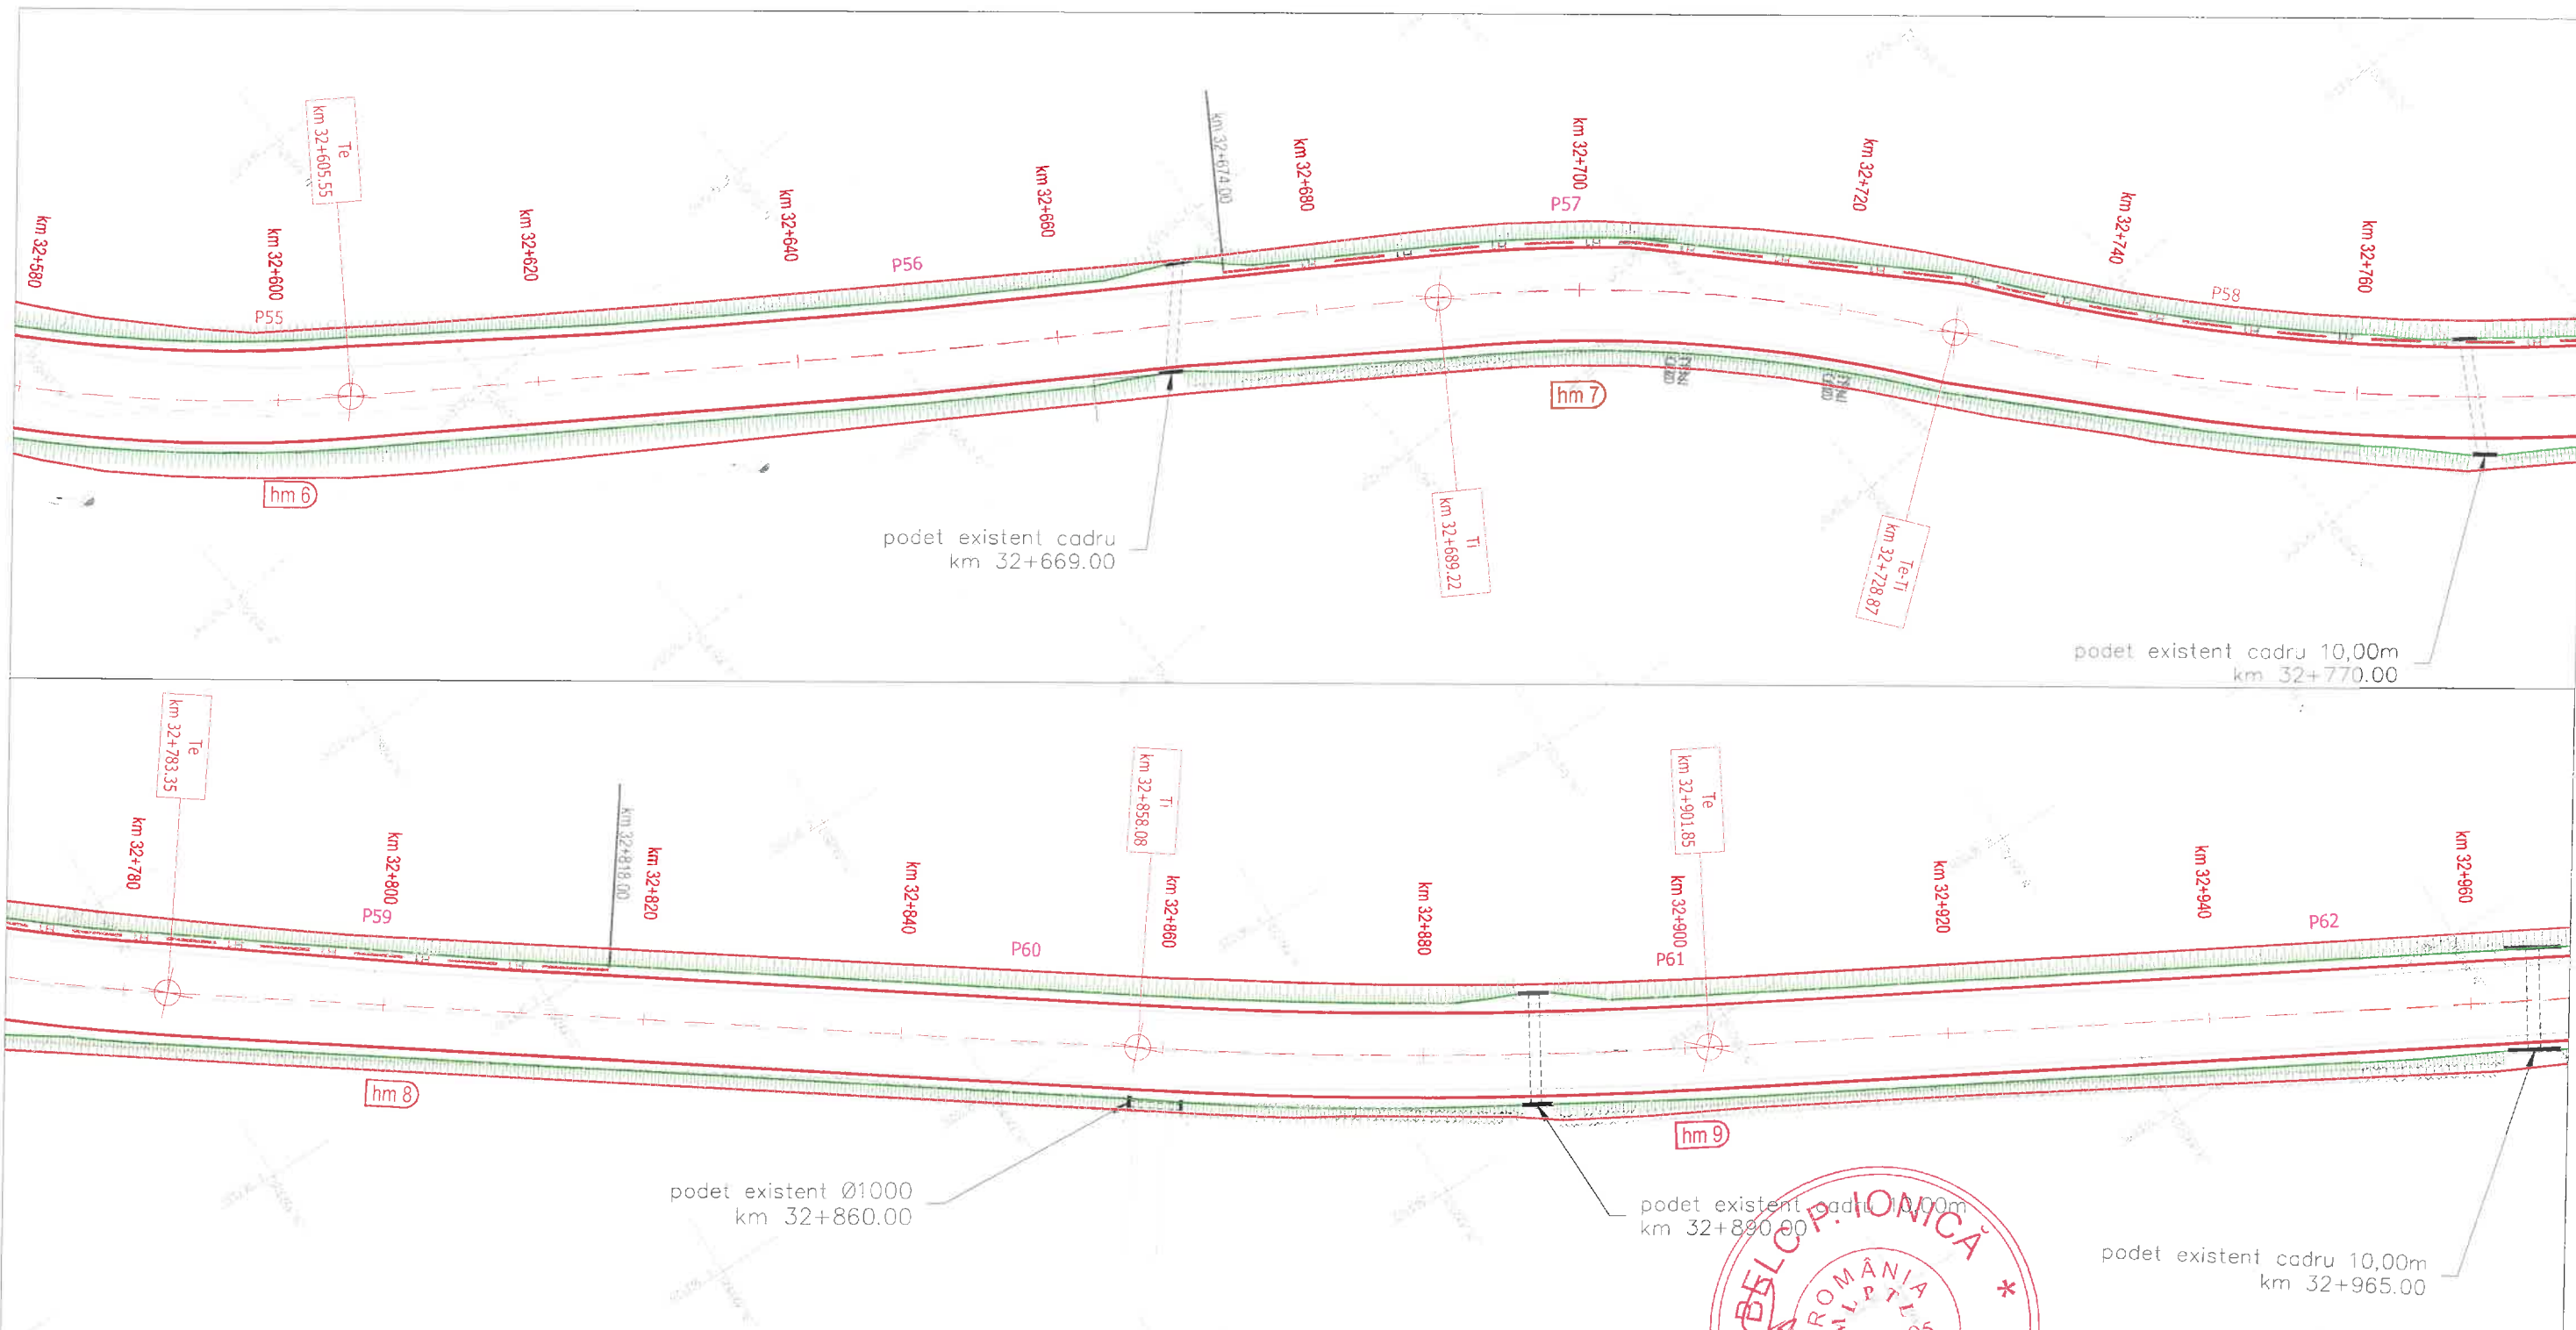 km 32+580
km 32+600
P55
Te
km 32+605.55
km 32+620
km 32+640
P56
km 32+660
km 32+674.00
km 32+680
km 32+700
P57
km 32+720
km 32+740
P58
km 32+760
hm 6
hm 7
podet existent cadru
km 32+669.00
Ti
km 32+689.22
Te-Ti
km 32+728.87
podet existent cadru 10,00m
km 32+770.00
Te
km 32+783.35
km 32+780
km 32+800
P59
km 32+818.00
km 32+820
km 32+840
P60
Ti
km 32+858.08
km 32+860
km 32+880
Te
km 32+901.85
km 32+900
P61
km 32+920
km 32+940
P62
km 32+960
hm 8
hm 9
podet existent Ø1000
km 32+860.00
podet existent cadru 10,00m
km 32+890.00
podet existent cadru 10,00m
km 32+965.00
BELC P. IONICĂ *
ROMÂNIA